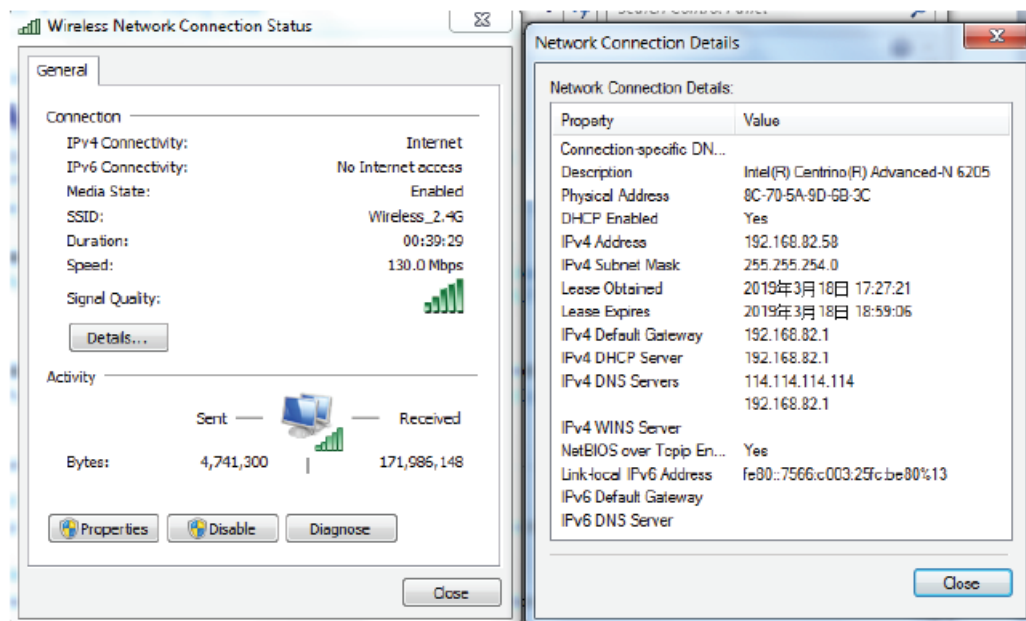 Wireless Network Connection Status
General
Connection
IPv4 Connectivity: Internet
IPv6 Connectivity: No Internet access
Media State: Enabled
SSID: Wireless_2.4G
Duration: 00:39:29
Speed: 130.0 Mbps
Signal Quality:
Details...
Activity
Sent Received
Bytes: 4,741,300 171,986,148
Properties Disable Diagnose
Close
Network Connection Details
Network Connection Details:
Property Value
Connection-specific DN...
Description Intel(R) Centrino(R) Advanced-N 6205
Physical Address 8C-70-5A-9D-6B-3C
DHCP Enabled Yes
IPv4 Address 192.168.82.58
IPv4 Subnet Mask 255.255.254.0
Lease Obtained 2019年3月18日 17:27:21
Lease Expires 2019年3月18日 18:59:06
IPv4 Default Gateway 192.168.82.1
IPv4 DHCP Server 192.168.82.1
IPv4 DNS Servers 114.114.114.114
192.168.82.1
IPv4 WINS Server
NetBIOS over Tcpip En... Yes
Link-local IPv6 Address fe80::7566:c003:25fc:be80%13
IPv6 Default Gateway
IPv6 DNS Server
Close